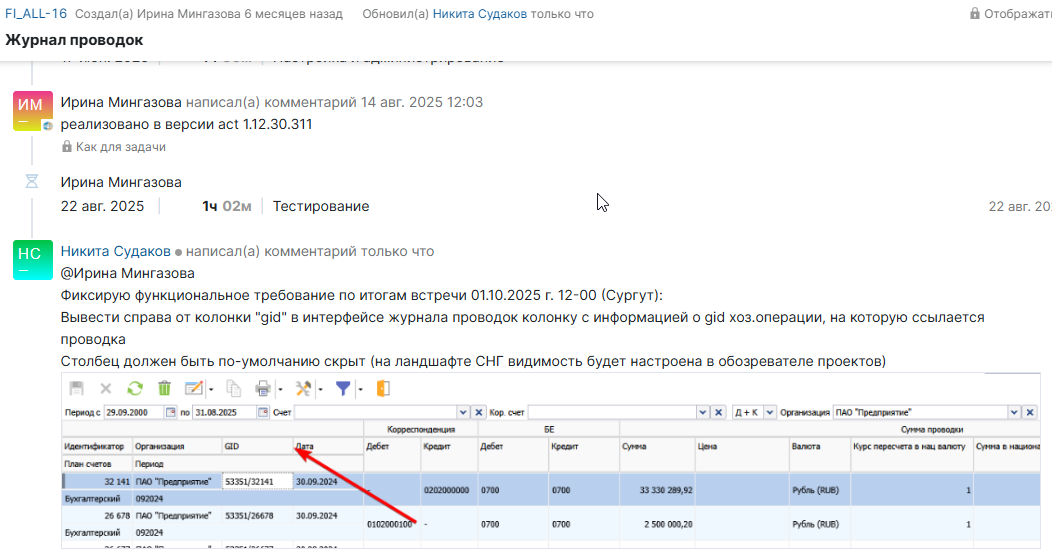 FI_ALL-16 Создал(а) Ирина Мингазова 6 месяцев назад Обновил(а) Никита Судаков только что Отображать
Журнал проводок
ИМ
Ирина Мингазова написал(а) комментарий 14 авг. 2025 12:03
реализовано в версии act 1.12.30.311
Как для задачи
Ирина Мингазова
22 авг. 2025 1ч 02м Тестирование 22 авг. 20
НС
Никита Судаков написал(а) комментарий только что
@Ирина Мингазова
Фиксирую функциональное требование по итогам встречи 01.10.2025 г. 12-00 (Сургут):
Вывести справа от колонки "gid" в интерфейсе журнала проводок колонку с информацией о gid хоз.операции, на которую ссылается
проводка
Столбец должен быть по-умолчанию скрыт (на ландшафте СНГ видимость будет настроена в обозревателе проектов)
Период с 29.09.2000 по 31.08.2025 Счет Кор. счет Д + К Организация ПАО "Предприятие"
Корреспонденция БЕ Сумма проводки
Идентификатор Организация GID Дата Дебет Кредит Дебет Кредит Сумма Цена Валюта Курс пересчета в нац валюту Сумма в национа
План счетов Период
32 141 ПАО "Предприятие" 53351/32141 30.09.2024 - 0202000000 0700 0700 33 330 289,92 Рубль (RUB) 1
Бухгалтерский 092024
26 678 ПАО "Предприятие" 53351/26678 30.09.2024 0102000100 - 0700 0700 2 500 000,20 Рубль (RUB) 1
Бухгалтерский 092024